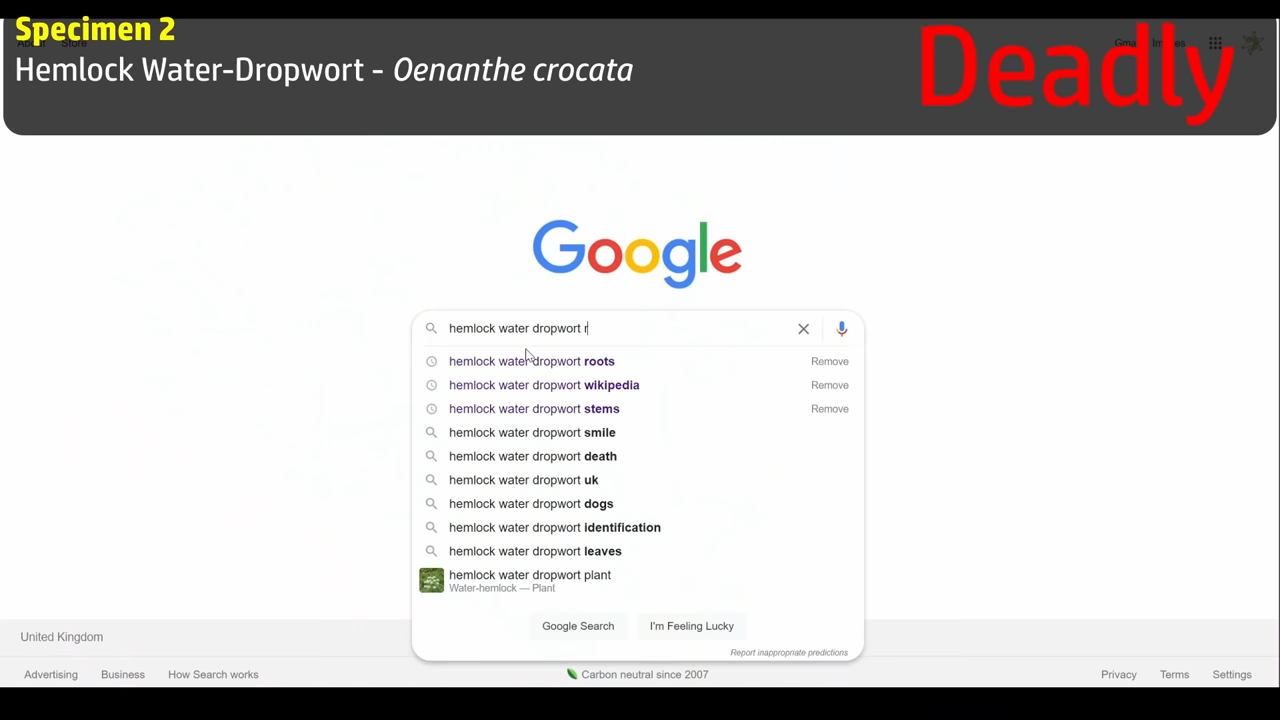 Specimen 2
Hemlock Water-Dropwort - Oenanthe crocata
Deadly
About Store
Gmail Images
Google
hemlock water dropwort r
hemlock water dropwort roots Remove
hemlock water dropwort wikipedia Remove
hemlock water dropwort stems Remove
hemlock water dropwort smile
hemlock water dropwort death
hemlock water dropwort uk
hemlock water dropwort dogs
hemlock water dropwort identification
hemlock water dropwort leaves
hemlock water dropwort plant
Water-hemlock — Plant
Google Search I'm Feeling Lucky
Report inappropriate predictions
United Kingdom
Advertising Business How Search works Carbon neutral since 2007 Privacy Terms Settings